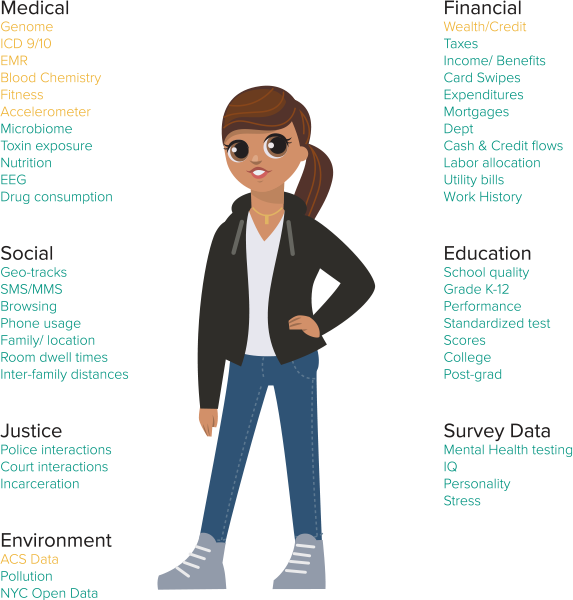 Medical
Genome
ICD 9/10
EMR
Blood Chemistry
Fitness
Accelerometer
Microbiome
Toxin exposure
Nutrition
EEG
Drug consumption
Social
Geo-tracks
SMS/MMS
Browsing
Phone usage
Family/ location
Room dwell times
Inter-family distances
Justice
Police interactions
Court interactions
Incarceration
Environment
ACS Data
Pollution
NYC Open Data
Financial
Wealth/Credit
Taxes
Income/ Benefits
Card Swipes
Expenditures
Mortgages
Dept
Cash & Credit flows
Labor allocation
Utility bills
Work History
Education
School quality
Grade K-12
Performance
Standardized test
Scores
College
Post-grad
Survey Data
Mental Health testing
IQ
Personality
Stress